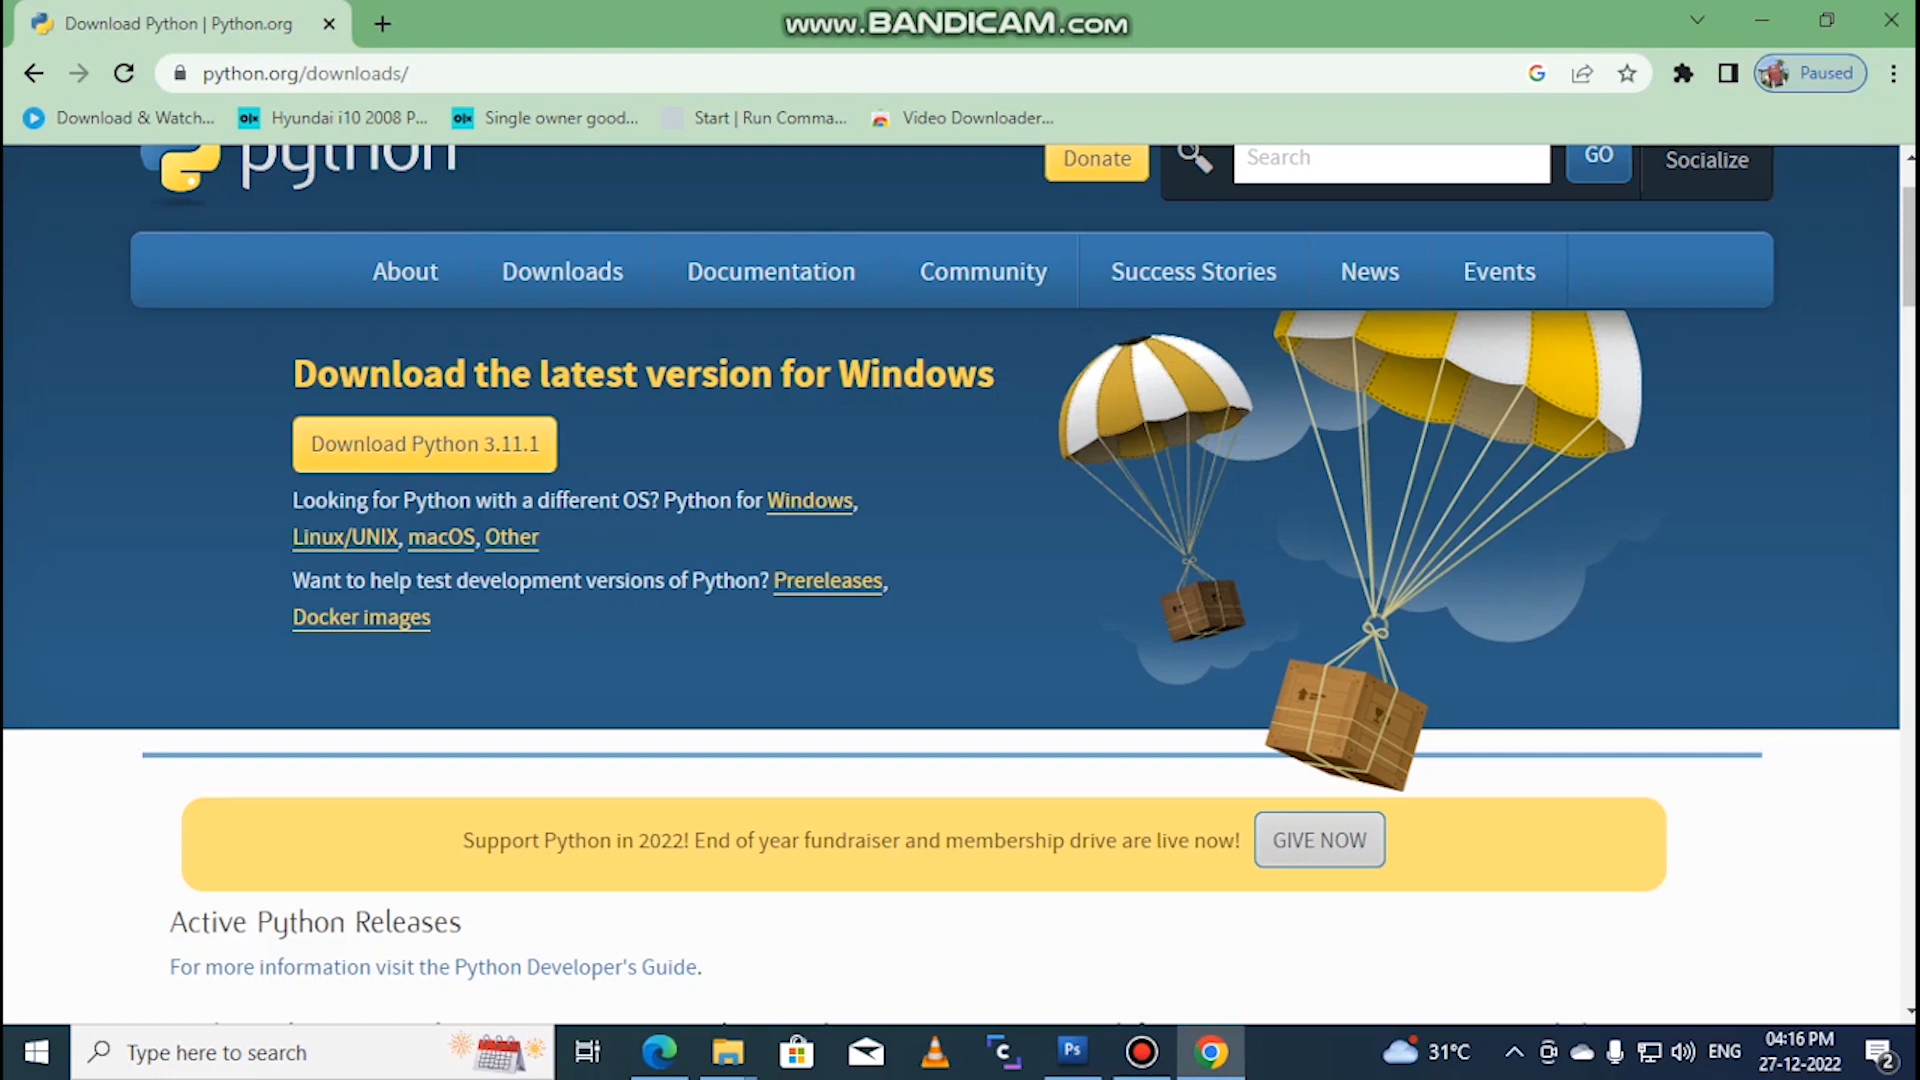 Download Python | Python.org
www.BANDICAM.com
python.org/downloads/
Paused
Download & Watch...
Hyundai i10 2008 P...
Single owner good...
Start | Run Comma...
Video Downloader...
python
Donate
Search
GO
Socialize
About
Downloads
Documentation
Community
Success Stories
News
Events
Download the latest version for Windows
Download Python 3.11.1
Looking for Python with a different OS? Python for Windows,
Linux/UNIX, macOS, Other
Want to help test development versions of Python? Prereleases,
Docker images
Support Python in 2022! End of year fundraiser and membership drive are live now!
GIVE NOW
Active Python Releases
For more information visit the Python Developer's Guide.
Type here to search
Ps
31°C
ENG
04:16 PM
27-12-2022
2